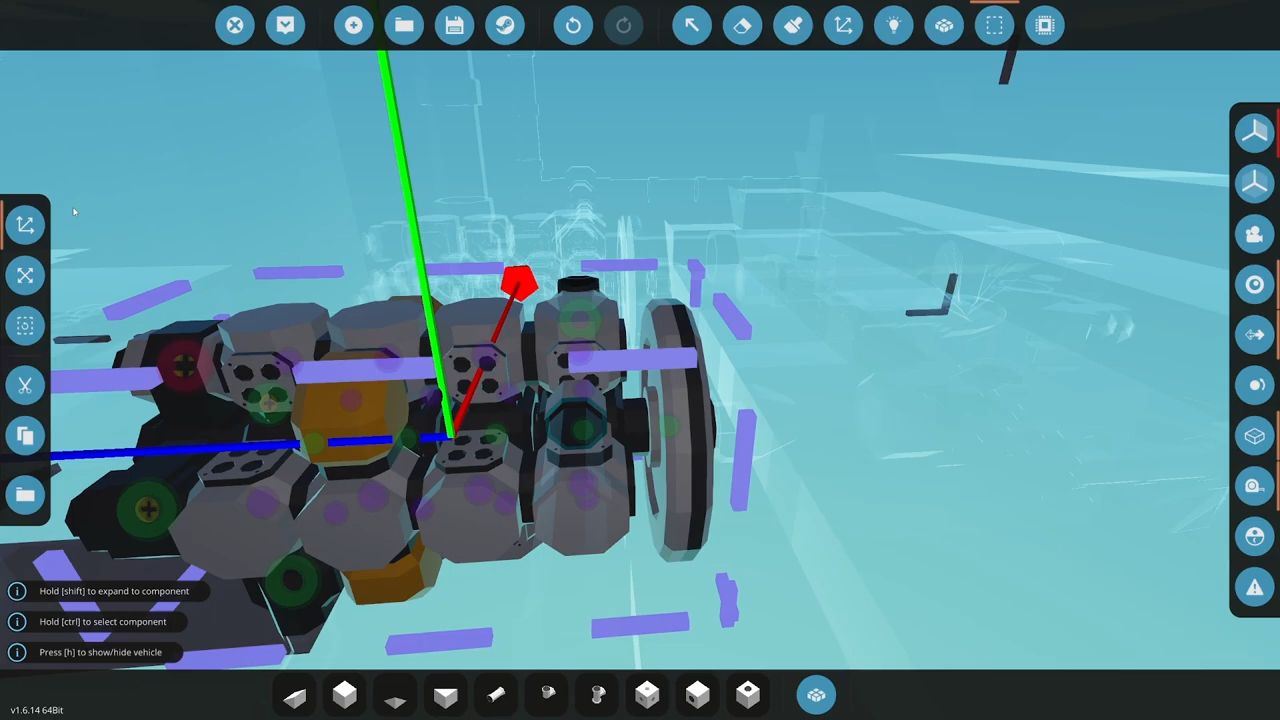 Hold [shift] to expand to component
Hold [ctrl] to select component
Press [h] to show/hide vehicle
v1.6.14 64Bit